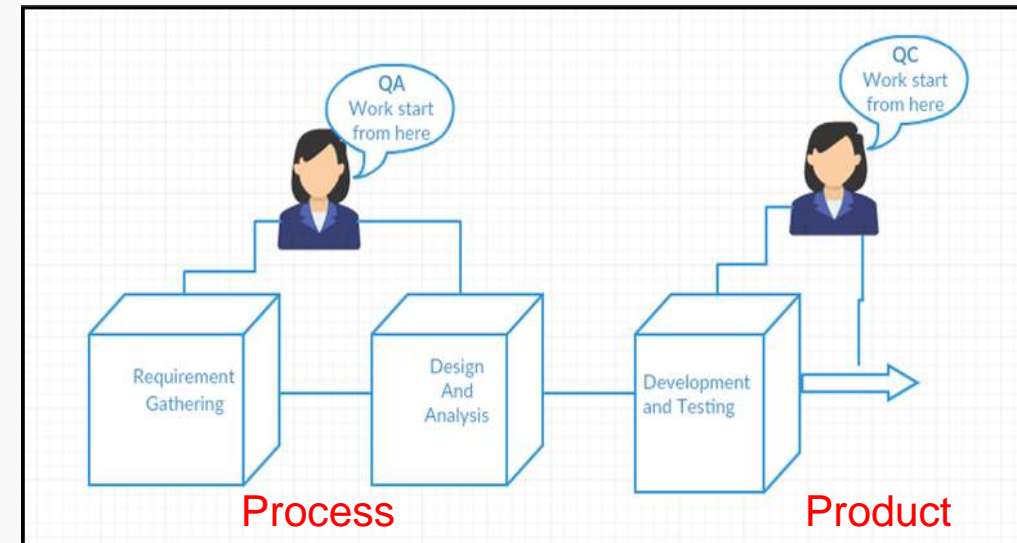 QA
Work start
from here
QC
Work start
from here
Requirement
Gathering
Design
And
Analysis
Development
and Testing
Process
Product